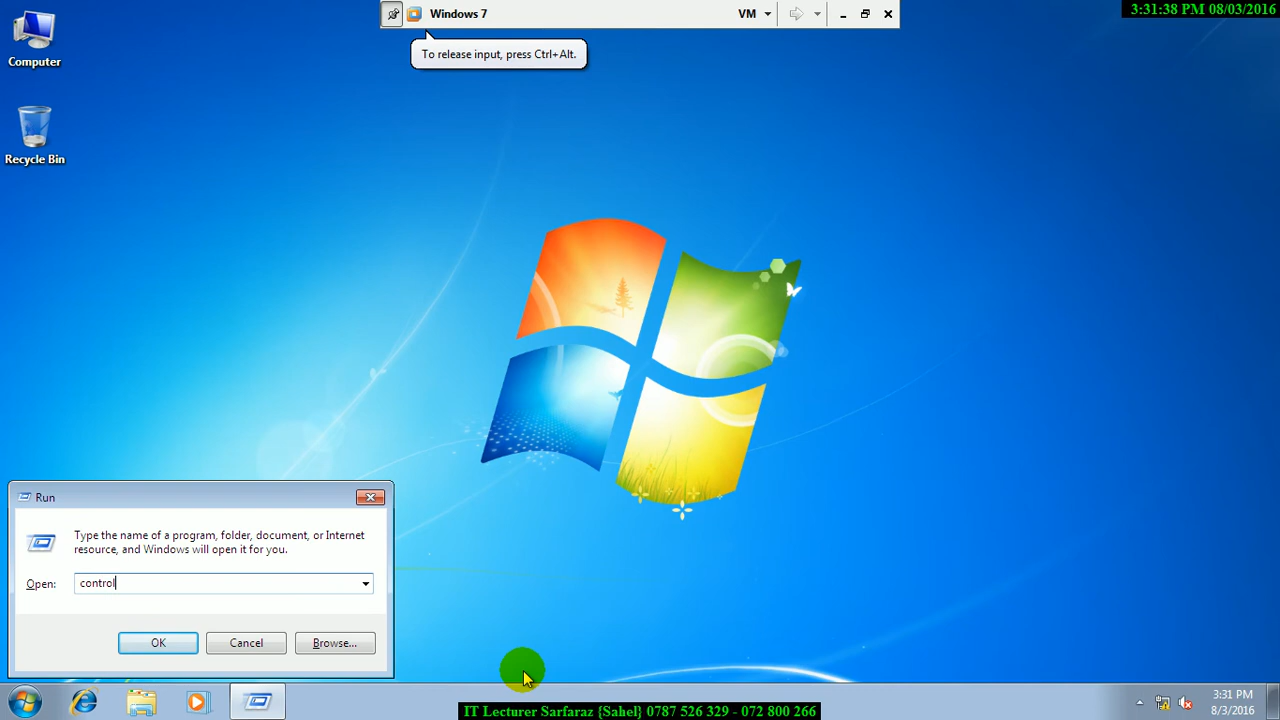 Windows 7
VM
3:31:38 PM 08/03/2016
To release input, press Ctrl+Alt.
Computer
Recycle Bin
Run
Type the name of a program, folder, document, or Internet
resource, and Windows will open it for you.
Open:
control
OK
Cancel
Browse...
3:31 PM
8/3/2016
IT Lecturer Sarfaraz {Sahel} 0787 526 329 - 072 800 266